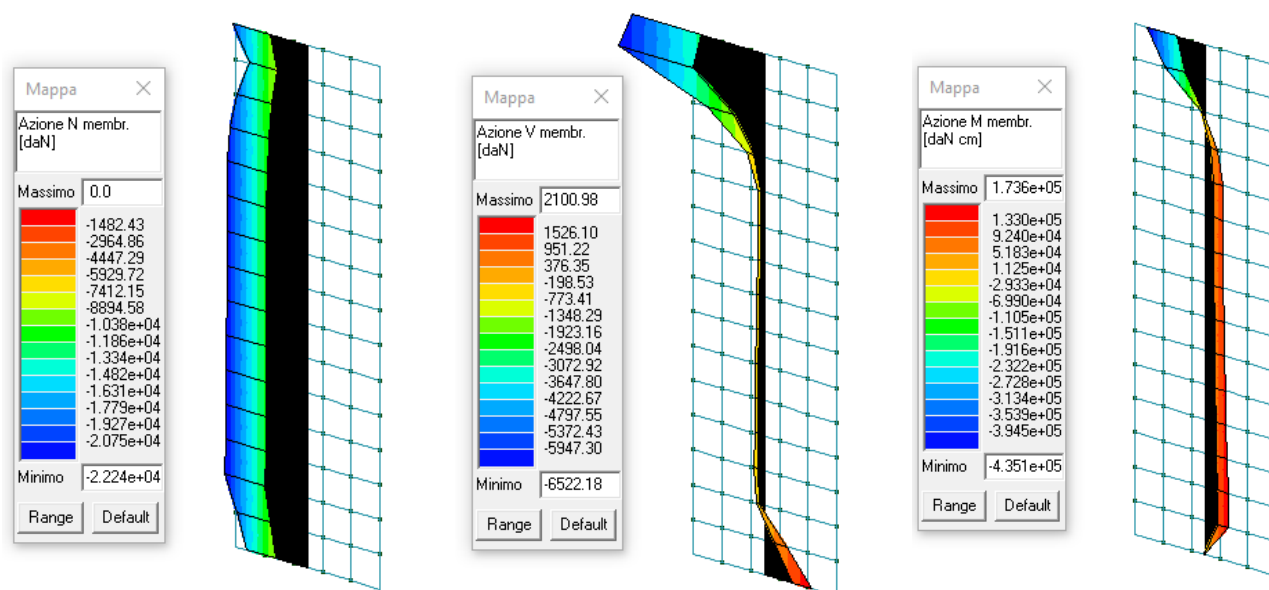 Mappa
Azione N membr.
[daN]
Massimo 0.0
-1482.43
-2964.86
-4447.29
-5929.72
-7412.15
-8894.58
-1.038e+04
-1.186e+04
-1.334e+04
-1.482e+04
-1.631e+04
-1.779e+04
-1.927e+04
-2.075e+04
Minimo -2.224e+04
Range Default
Mappa
Azione V membr.
[daN]
Massimo 2100.98
1526.10
951.22
376.35
-198.53
-773.41
-1348.29
-1923.16
-2498.04
-3072.92
-3647.80
-4222.67
-4797.55
-5372.43
-5947.30
Minimo -6522.18
Range Default
Mappa
Azione M membr.
[daN cm]
Massimo 1.736e+05
1.330e+05
9.240e+04
5.183e+04
1.125e+04
-2.933e+04
-6.990e+04
-1.105e+05
-1.511e+05
-1.916e+05
-2.322e+05
-2.728e+05
-3.134e+05
-3.539e+05
-3.945e+05
Minimo -4.351e+05
Range Default